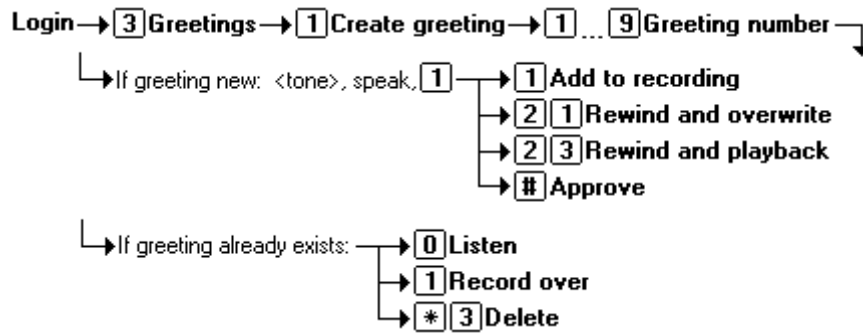 Login 3 Greetings 1 Create greeting 1 ... 9 Greeting number
If greeting new: <tone>, speak, 1 1 Add to recording
2 1 Rewind and overwrite
2 3 Rewind and playback
# Approve
If greeting already exists: 0 Listen
1 Record over
* 3 Delete